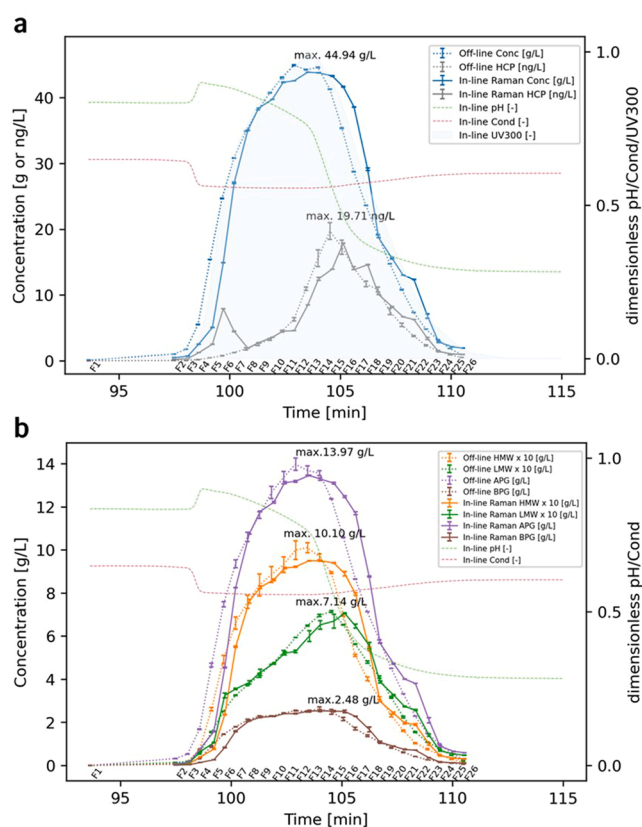 a
max. 44.94 g/L
Off-line Conc [g/L]
Off-line HCP [ng/L]
In-line Raman Conc [g/L]
In-line Raman HCP [ng/L]
In-line pH [-]
In-line Cond [-]
In-line UV300 [-]
max. 19.71 ng/L
Concentration [g or ng/L]
0
10
20
30
40
dimensionless pH/Cond/UV300
0.0
0.5
1.0
F1 F2 F3 F4 F5 F6 F7 F8 F9 F10 F11 F12 F13 F14 F15 F16 F17 F18 F19 F20 F21 F22 F23 F24 F25 F26
95 100 105 110 115
Time [min]
b
max.13.97 g/L
Off-line HMW x 10 [g/L]
Off-line LMW x 10 [g/L]
Off-line APG [g/L]
Off-line BPG [g/L]
In-line Raman HMW x 10 [g/L]
In-line Raman LMW x 10 [g/L]
In-line Raman APG [g/L]
In-line Raman BPG [g/L]
In-line pH [-]
In-line Cond [-]
max. 10.10 g/L
max.7.14 g/L
max.2.48 g/L
Concentration [g/L]
0
2
4
6
8
10
12
14
dimensionless pH/Cond
0.0
0.5
1.0
F1 F2 F3 F4 F5 F6 F7 F8 F9 F10 F11 F12 F13 F14 F15 F16 F17 F18 F19 F20 F21 F22 F23 F24 F25 F26
95 100 105 110 115
Time [min]